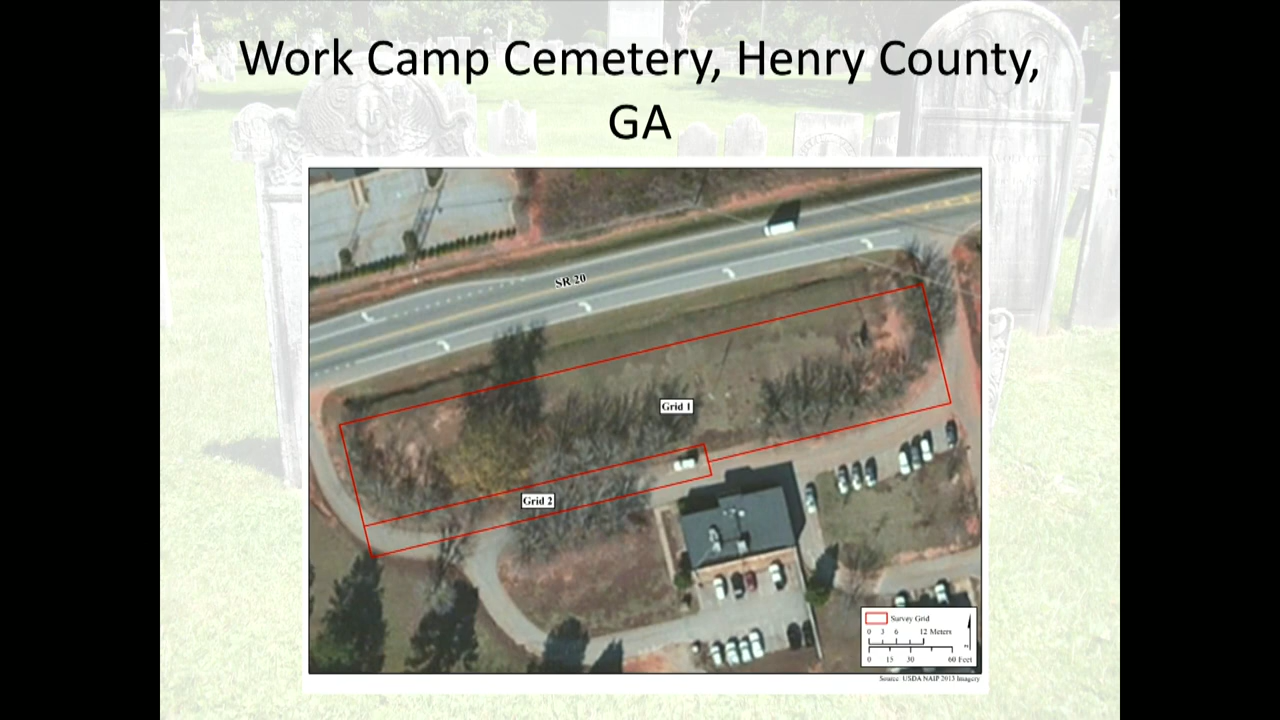 Work Camp Cemetery, Henry County,
GA
SR 20
Grid 1
Grid 2
Survey Grid
0 3 6 12 Meters
0 15 30 60 Feet
Source: USDA NAIP 2013 Imagery